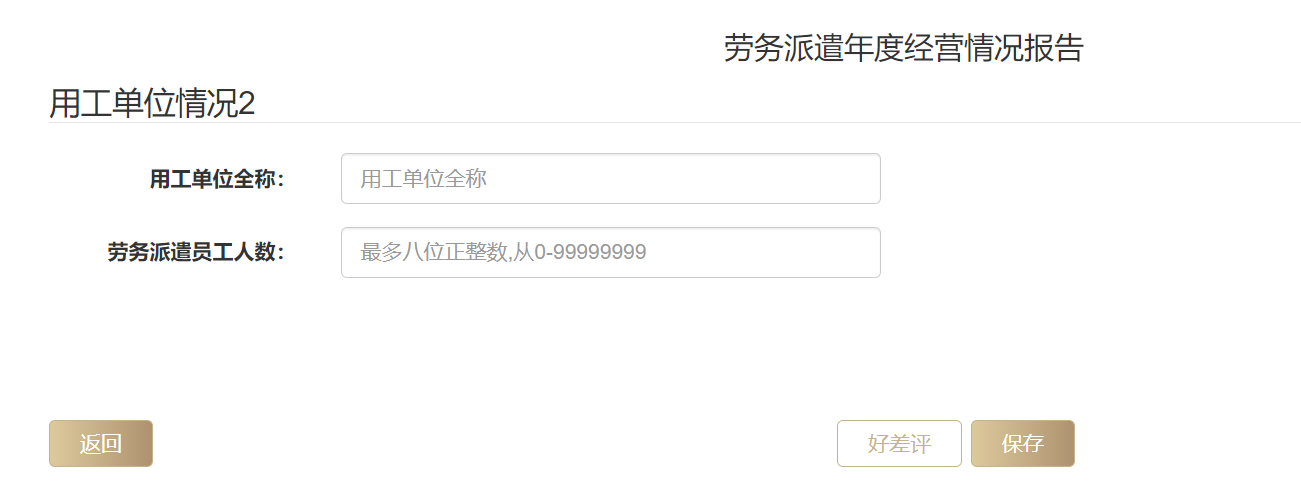 劳务派遣年度经营情况报告
用工单位情况2
用工单位全称： 用工单位全称
劳务派遣员工人数： 最多八位正整数,从0-99999999
返回 好差评 保存